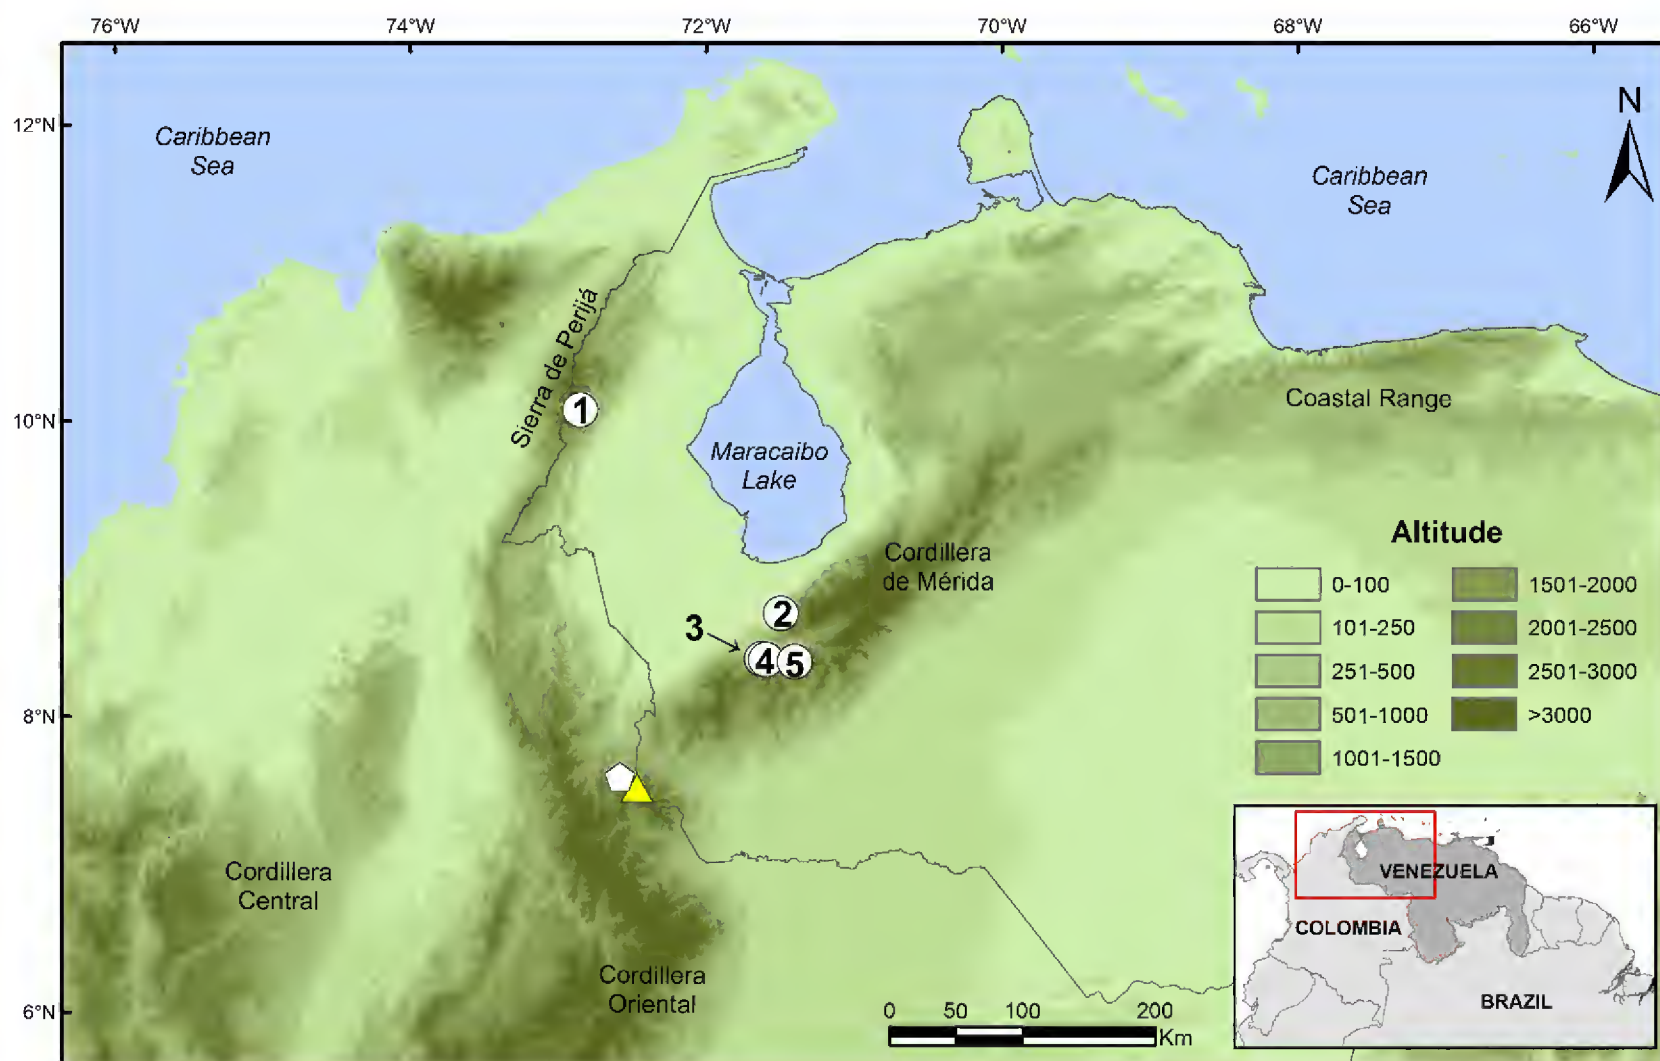 76°W 74°W 72°W 70°W 68°W 66°W
12°N
10°N
8°N
6°N
N
Caribbean
Sea
Caribbean
Sea
Sierra de Perijá
1
Maracaibo
Lake
Coastal Range
Cordillera
de Mérida
2
3
4
5
Cordillera
Central
Cordillera
Oriental
Altitude
0-100
101-250
251-500
501-1000
1001-1500
1501-2000
2001-2500
2501-3000
>3000
0 50 100 200
Km
VENEZUELA
COLOMBIA
BRAZIL